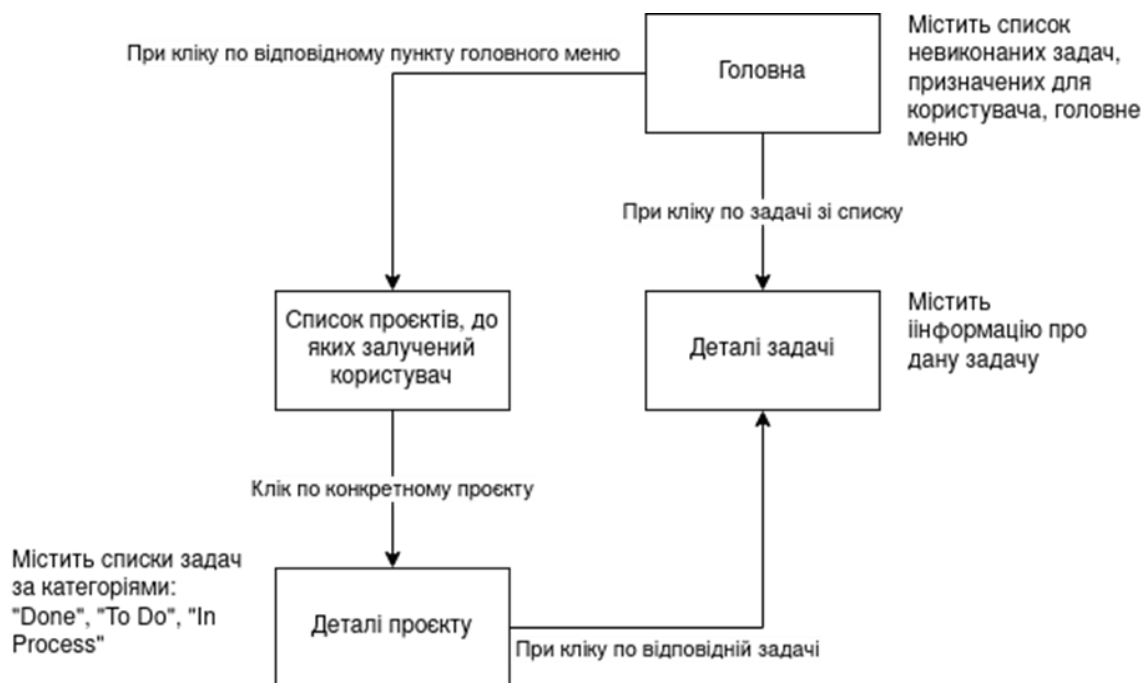 При кліку по відповідному пункту головного меню
Головна
Містить список
невиконаних задач,
призначених для
користувача, головне
меню
При кліку по задачі зі списку
Список проєктів, до
яких залучений
користувач
Деталі задачі
Містить
іінформацію про
дану задачу
Клік по конкретному проєкту
Містить списки задач
за категоріями:
"Done", "To Do", "In
Process"
Деталі проєкту
При кліку по відповідній задачі